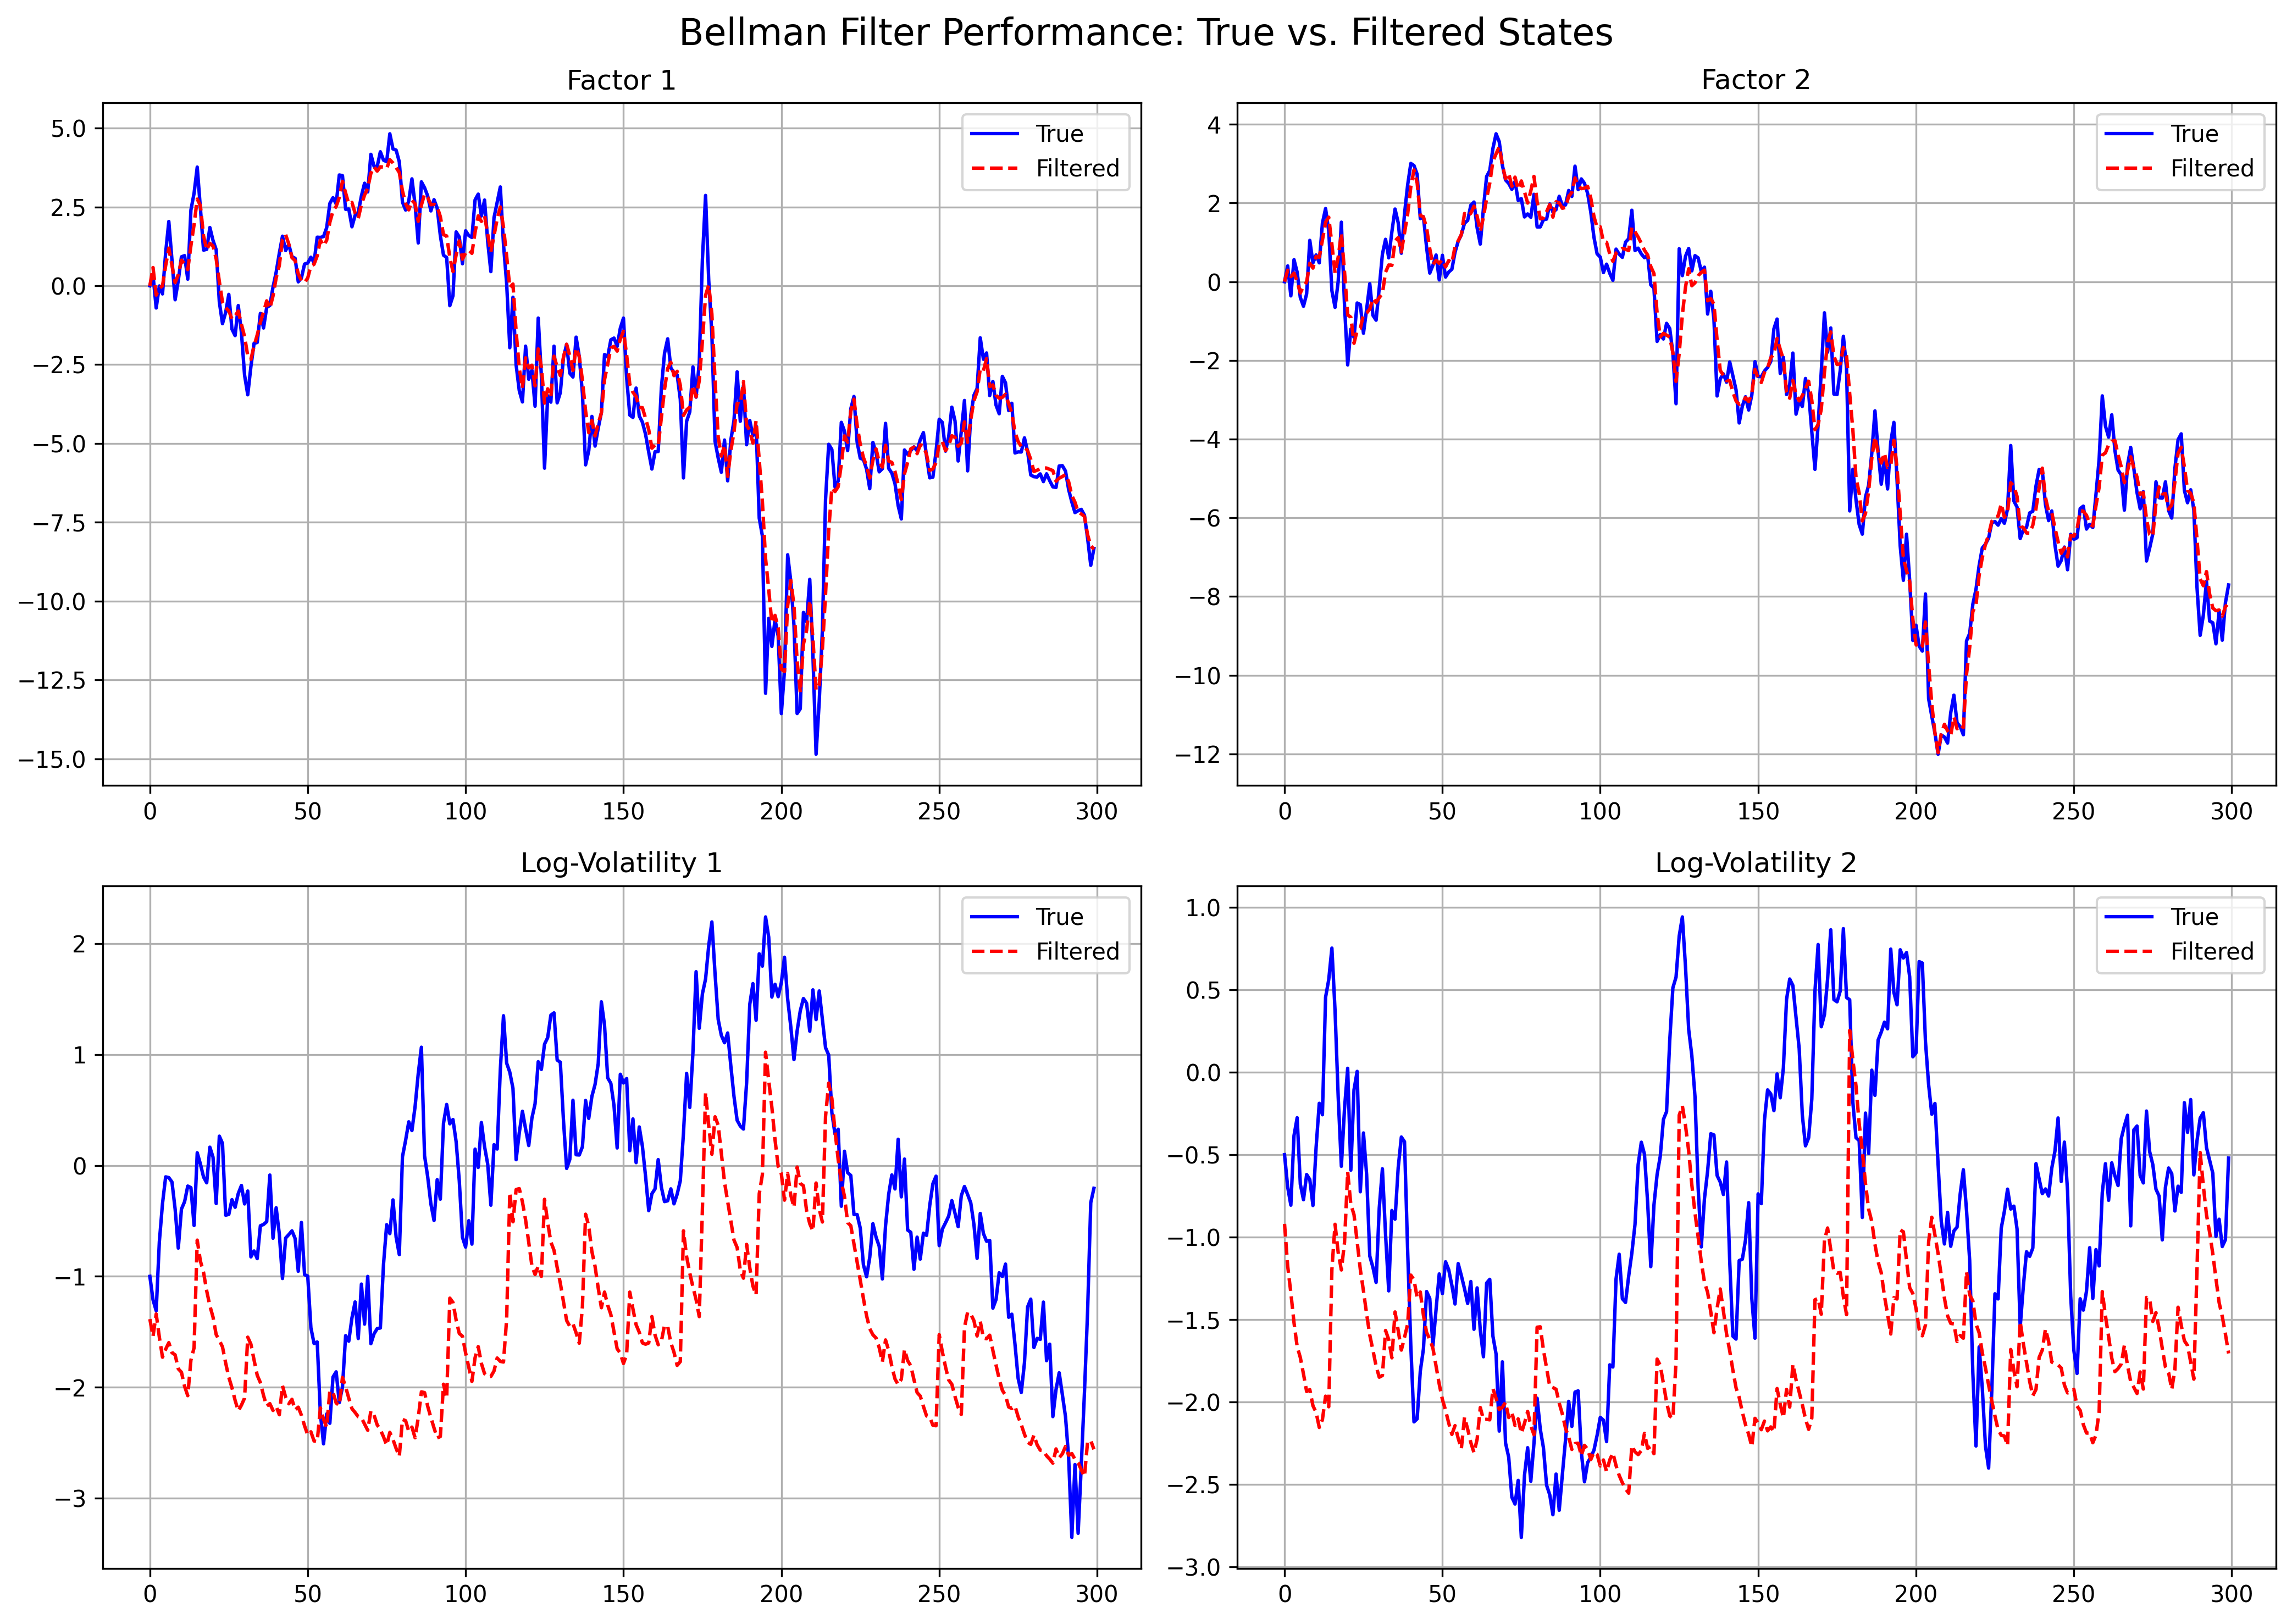 Bellman Filter Performance: True vs. Filtered States
Factor 1
True
Filtered
5.0
2.5
0.0
−2.5
−5.0
−7.5
−10.0
−12.5
−15.0
0 50 100 150 200 250 300
Factor 2
True
Filtered
4
2
0
−2
−4
−6
−8
−10
−12
0 50 100 150 200 250 300
Log-Volatility 1
True
Filtered
2
1
0
−1
−2
−3
0 50 100 150 200 250 300
Log-Volatility 2
True
Filtered
1.0
0.5
0.0
−0.5
−1.0
−1.5
−2.0
−2.5
−3.0
0 50 100 150 200 250 300